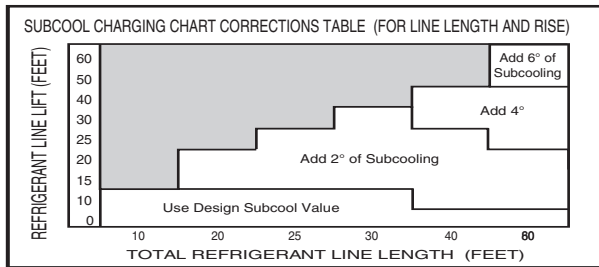 SUBCOOL CHARGING CHART CORRECTIONS TABLE (FOR LINE LENGTH AND RISE)
REFRIGERANT LINE LIFT (FEET)
60
50
40
30
25
20
15
10
0
Add 6° of
Subcooling
Add 4°
Add 2° of Subcooling
Use Design Subcool Value
10 20 25 30 40 80
TOTAL REFRIGERANT LINE LENGTH (FEET)